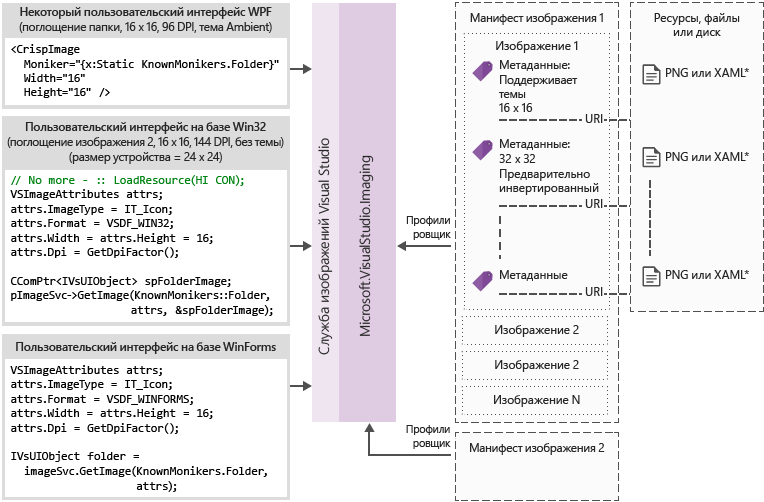 Некоторый пользовательский интерфейс WPF
(поглощение папки, 16 x 16, 96 DPI, тема Ambient)
<CrispImage
Moniker="{x:Static KnownMonikers.Folder}"
Width="16"
Height="16" />
Пользовательский интерфейс на базе Win32
(поглощение изображения 2, 16 x 16, 144 DPI, без темы)
(размер устройства = 24 x 24)
// No more - :: LoadResource(HI CON);
VSImageAttributes attrs;
attrs.ImageType = IT_Icon;
attrs.Format = VSDF_WIN32;
attrs.Width = attrs.Height = 16;
attrs.Dpi = GetDpiFactor();
CComPtr<IVsUIObject> spFolderImage;
pImageSvc->GetImage(KnownMonikers::Folder,
attrs, &spFolderImage);
Пользовательский интерфейс на базе WinForms
VSImageAttributes attrs;
attrs.ImageType = IT_Icon;
attrs.Format = VSDF_WINFORMS;
attrs.Width = attrs.Height = 16;
attrs.Dpi = GetDpiFactor();
IVsUIObject folder =
imageSvc.GetImage(KnownMonikers.Folder,
attrs);
Служба изображений Visual Studio
Microsoft.VisualStudio.Imaging
Профили
ровщик
Профили
ровщик
Манифест изображения 1
Изображение 1
Метаданные:
Поддерживает
темы
16 x 16
URI
Метаданные:
32 x 32
Предварительно
инвертированный
URI
Метаданные
URI
Изображение 2
Изображение 2
Изображение N
Манифест изображения 2
Ресурсы, файлы
или диск
PNG или XAML*
PNG или XAML*
PNG или XAML*